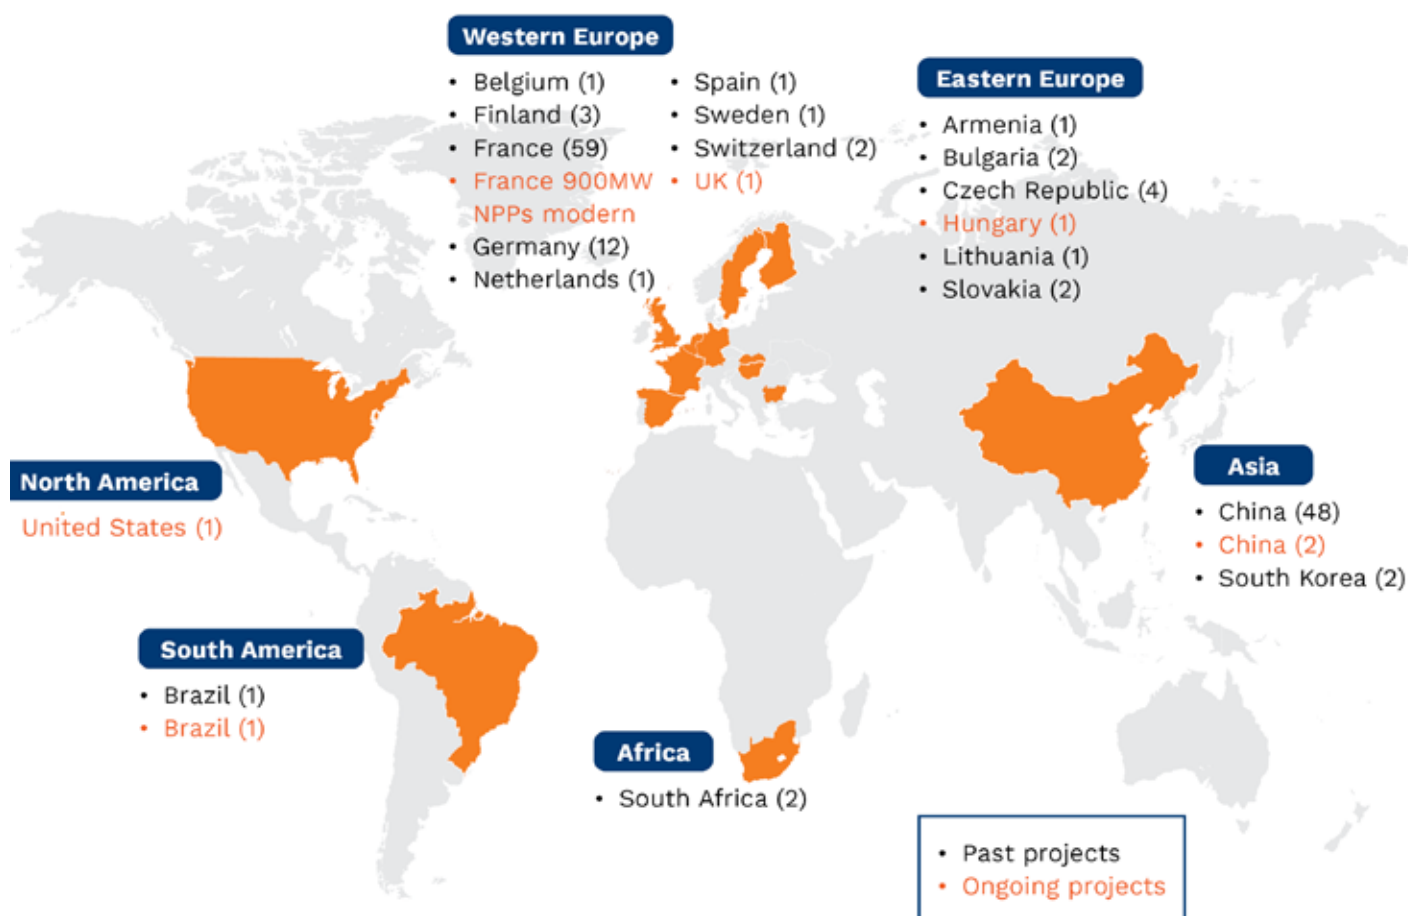 Western Europe
• Belgium (1)
• Finland (3)
• France (59)
• France 900MW
NPPs modern
• Germany (12)
• Netherlands (1)
• Spain (1)
• Sweden (1)
• Switzerland (2)
• UK (1)
Eastern Europe
• Armenia (1)
• Bulgaria (2)
• Czech Republic (4)
• Hungary (1)
• Lithuania (1)
• Slovakia (2)
North America
United States (1)
Asia
• China (48)
• China (2)
• South Korea (2)
South America
• Brazil (1)
• Brazil (1)
Africa
• South Africa (2)
• Past projects
• Ongoing projects